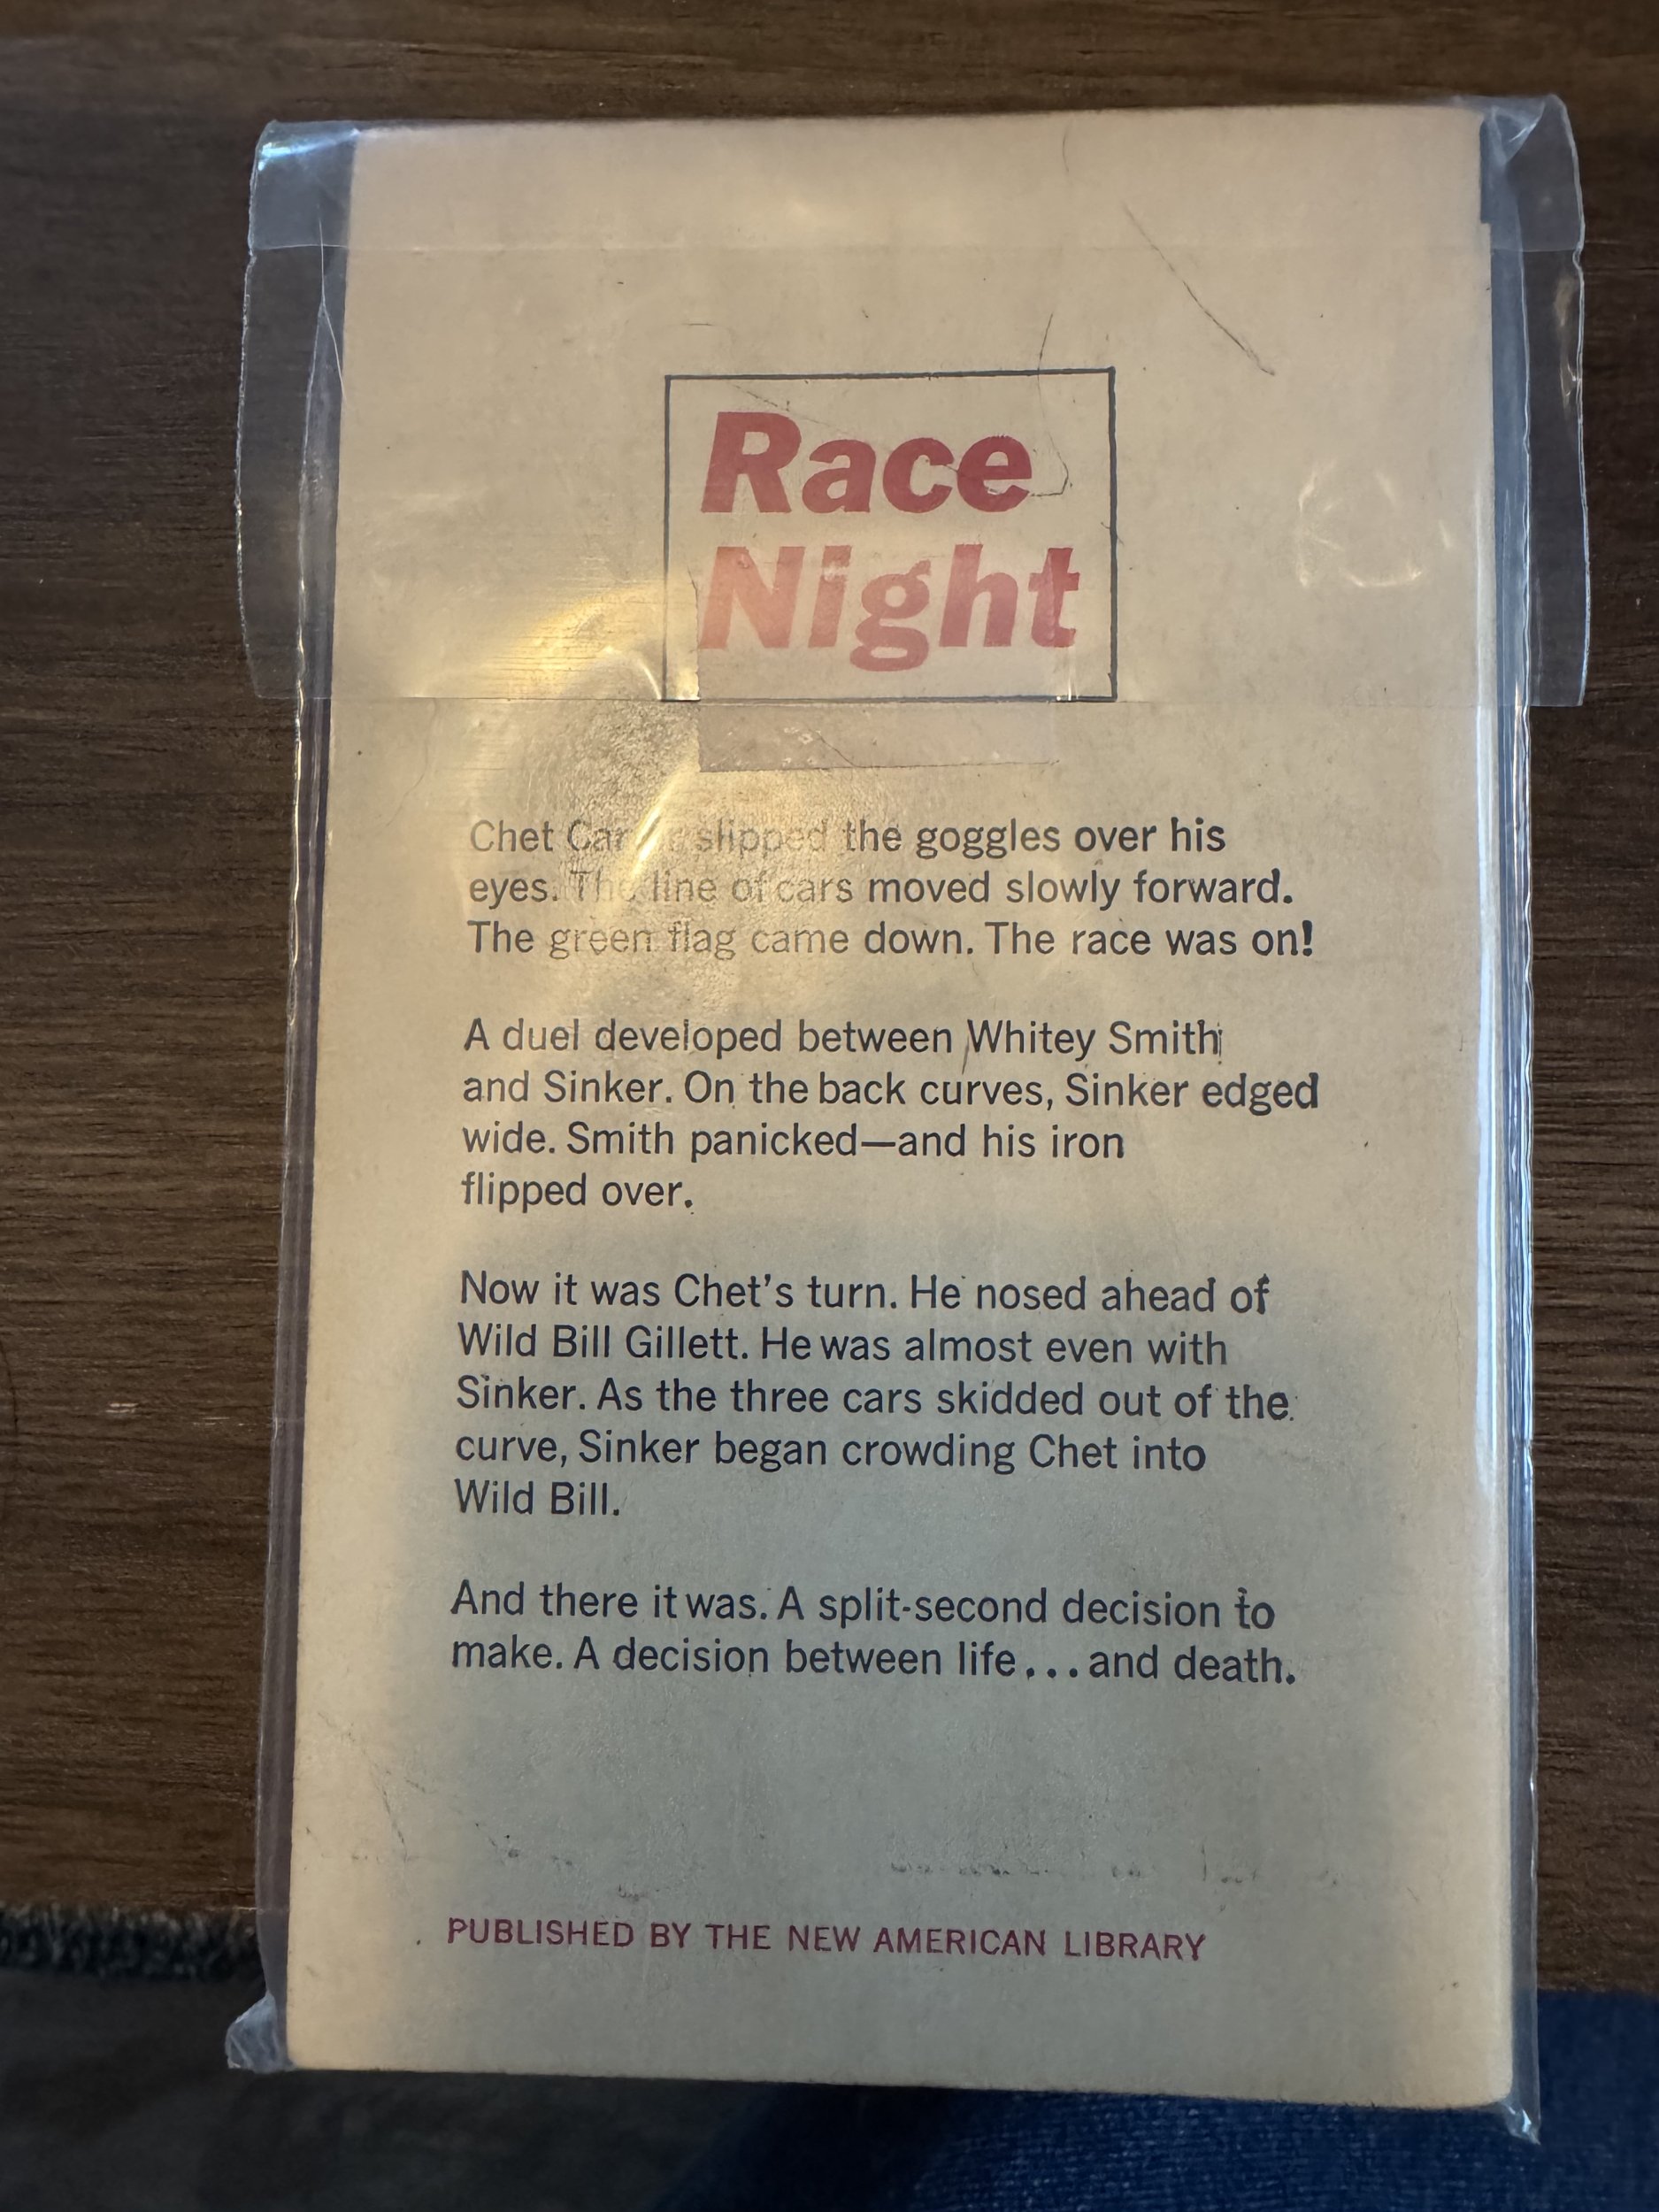 Race
Night
Chet slipped the goggles over his
eyes. The line of cars moved slowly forward.
The green flag came down. The race was on!
A duel developed between Whitey Smith
and Sinker. On the back curves, Sinker edged
wide. Smith panicked—and his iron
flipped over.
Now it was Chet's turn. He nosed ahead of
Wild Bill Gillett. He was almost even with
Sinker. As the three cars skidded out of the
curve, Sinker began crowding Chet into
Wild Bill.
And there it was. A split-second decision to
make. A decision between life...and death.
PUBLISHED BY THE NEW AMERICAN LIBRARY